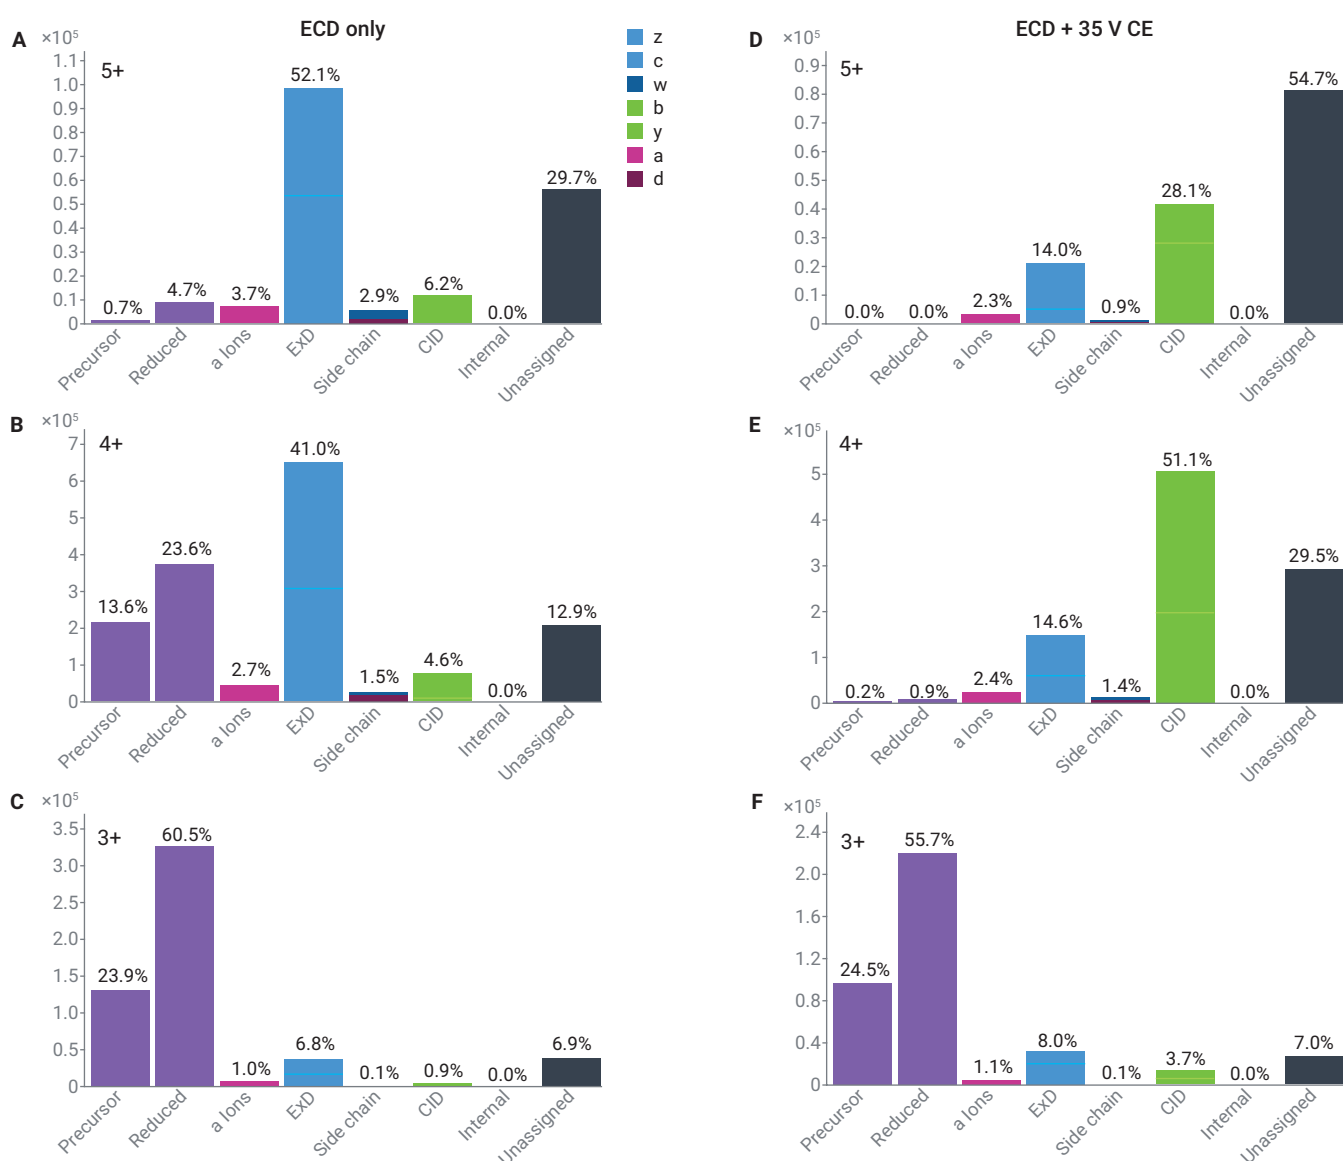 ECD only
A
×10⁵
5+
1.1
1.0
0.9
0.8
0.7
0.6
0.5
0.4
0.3
0.2
0.1
0
0.7%
4.7%
3.7%
52.1%
2.9%
6.2%
0.0%
29.7%
Precursor
Reduced
a Ions
ExD
Side chain
CID
Internal
Unassigned
z
c
w
b
y
a
d
ECD + 35 V CE
D
×10⁵
5+
0.9
0.8
0.7
0.6
0.5
0.4
0.3
0.2
0.1
0
0.0%
0.0%
2.3%
14.0%
0.9%
28.1%
0.0%
54.7%
Precursor
Reduced
a Ions
ExD
Side chain
CID
Internal
Unassigned
B
×10⁵
4+
7
6
5
4
3
2
1
0
13.6%
23.6%
2.7%
41.0%
1.5%
4.6%
0.0%
12.9%
Precursor
Reduced
a Ions
ExD
Side chain
CID
Internal
Unassigned
E
×10⁵
4+
5
4
3
2
1
0
0.2%
0.9%
2.4%
14.6%
1.4%
51.1%
0.0%
29.5%
Precursor
Reduced
a Ions
ExD
Side chain
CID
Internal
Unassigned
C
×10⁵
3+
3.5
3.0
2.5
2.0
1.5
1.0
0.5
0
23.9%
60.5%
1.0%
6.8%
0.1%
0.9%
0.0%
6.9%
Precursor
Reduced
a Ions
ExD
Side chain
CID
Internal
Unassigned
F
×10⁵
3+
2.4
2.0
1.6
1.2
0.8
0.4
0
24.5%
55.7%
1.1%
8.0%
0.1%
3.7%
0.0%
7.0%
Precursor
Reduced
a Ions
ExD
Side chain
CID
Internal
Unassigned